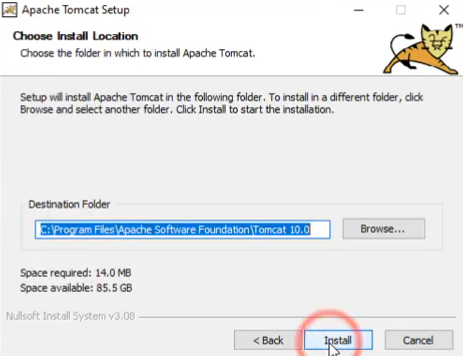 Apache Tomcat Setup
Choose Install Location
Choose the folder in which to install Apache Tomcat.
TM
Setup will install Apache Tomcat in the following folder. To install in a different folder, click
Browse and select another folder. Click Install to start the installation.
Destination Folder
C:\Program Files\Apache Software Foundation\Tomcat 10.0
Browse...
Space required: 14.0 MB
Space available: 85.5 GB
Nullsoft Install System v3.08
< Back
Install
Cancel